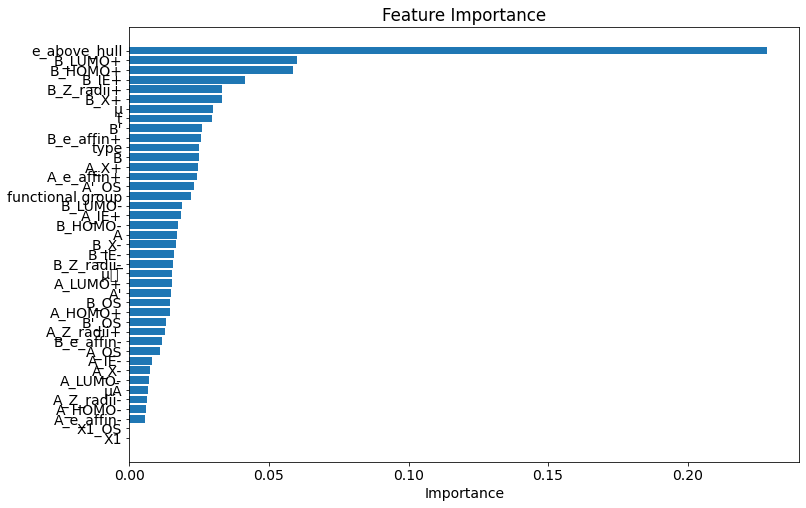 Feature Importance
e_above_hull
B_LUMO+
B_HOMO+
B_IE+
B_Z_radii+
B_X+
μ
t
B'
B_e_affin+
type
B
A_X+
A_e_affin+
A'_OS
functional group
B_LUMO-
A_IE+
B_HOMO-
A
B_X-
B_IE-
B_Z_radii-
A_LUMO+
A'
B_OS
A_HOMO+
B'_OS
A_Z_radii+
B_e_affin-
A_OS
A_IE-
A_X-
A_LUMO-
μA
A_Z_radii-
A_HOMO-
A_e_affin-
X1_OS
X1
0.00 0.05 0.10 0.15 0.20
Importance